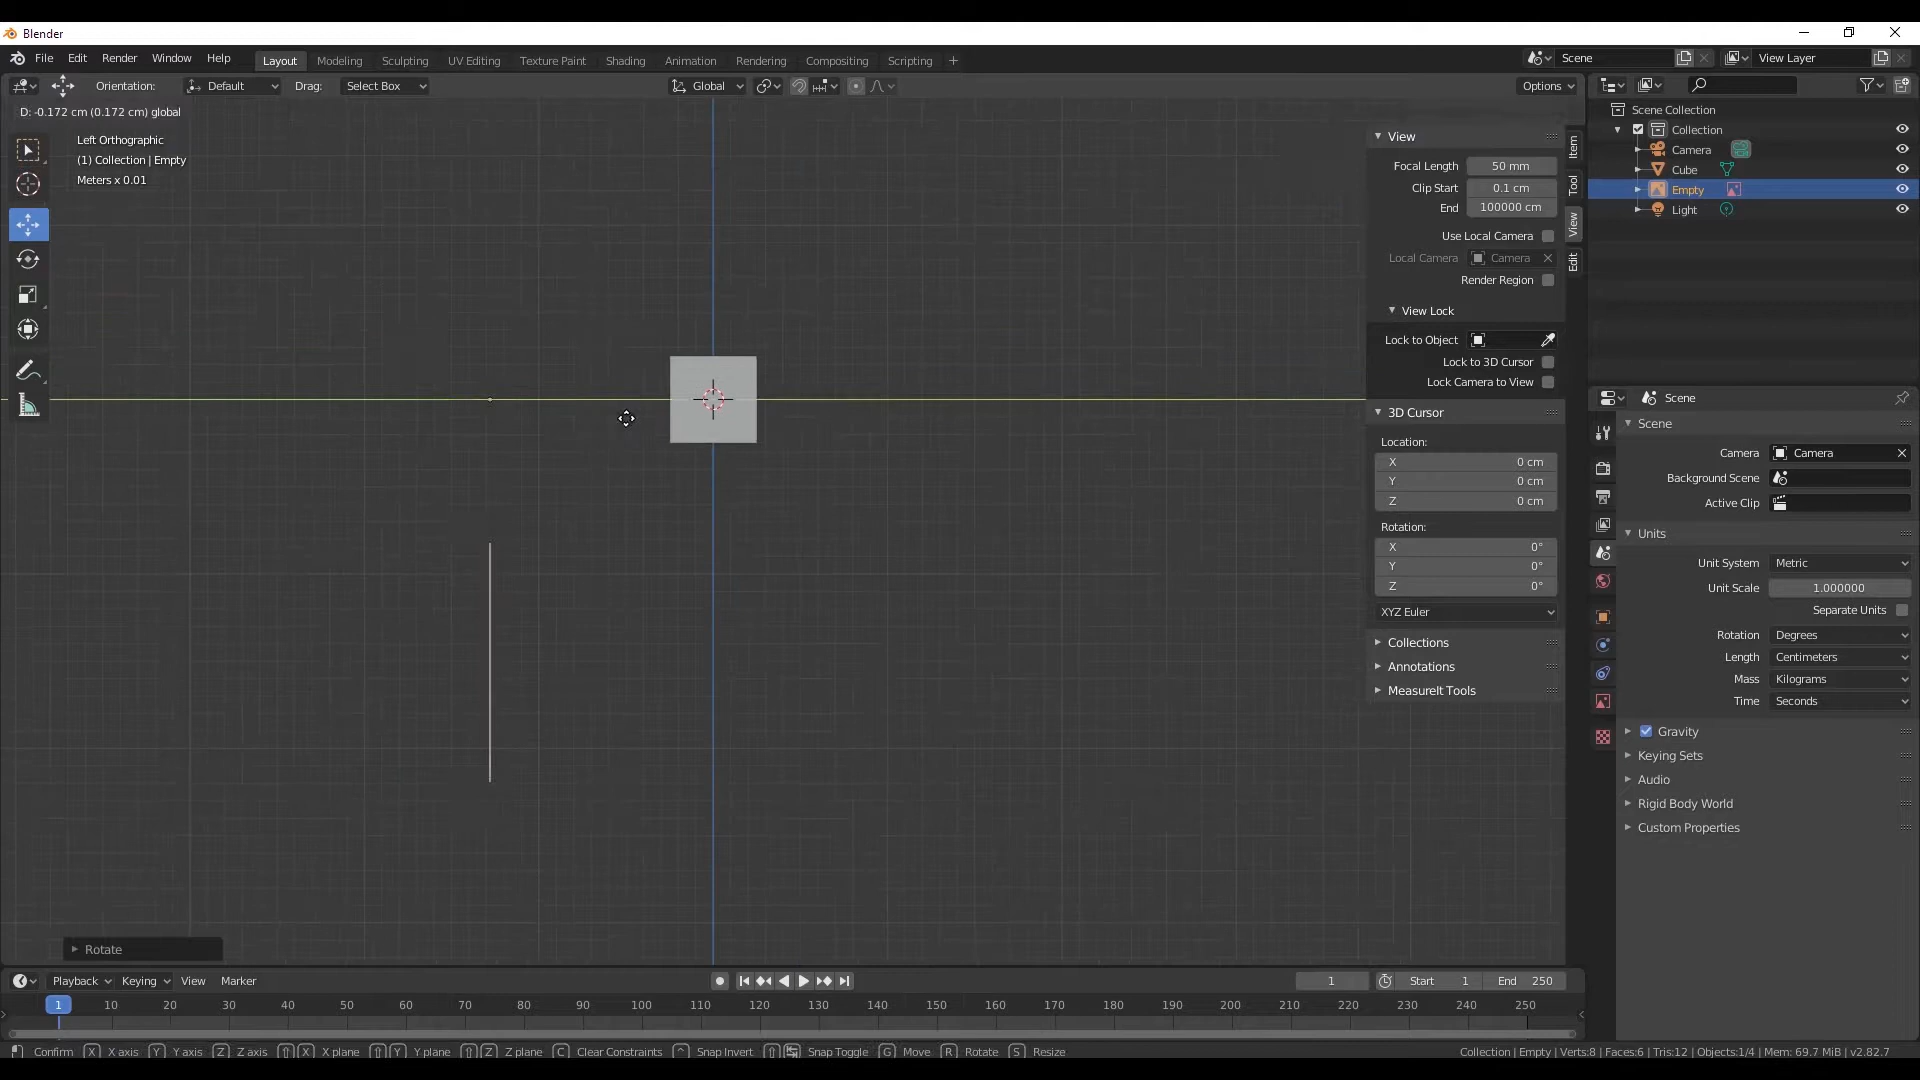 Blender
File Edit Render Window Help Layout Modeling Sculpting UV Editing Texture Paint Shading Animation Rendering Compositing Scripting + Scene View Layer
Orientation: Default Drag: Select Box Global Options
D: -0.172 cm (0.172 cm) global
Left Orthographic
(1) Collection | Empty
Meters x 0.01
Rotate
View
Focal Length 50 mm
Clip Start 0.1 cm
End 100000 cm
Use Local Camera
Local Camera Camera
Render Region
View Lock
Lock to Object
Lock to 3D Cursor
Lock Camera to View
3D Cursor
Location:
X 0 cm
Y 0 cm
Z 0 cm
Rotation:
X 0°
Y 0°
Z 0°
XYZ Euler
Collections
Annotations
MeasureIt Tools
Item
Tool
View
Edit
Scene Collection
Collection
Camera
Cube
Empty
Light
Scene
Scene
Camera Camera
Background Scene
Active Clip
Units
Unit System Metric
Unit Scale 1.000000
Separate Units
Rotation Degrees
Length Centimeters
Mass Kilograms
Time Seconds
Gravity
Keying Sets
Audio
Rigid Body World
Custom Properties
Playback Keying View Marker 1 Start 1 End 250
1 10 20 30 40 50 60 70 80 90 100 110 120 130 140 150 160 170 180 190 200 210 220 230 240 250
Confirm X X axis Y Y axis Z Z axis X X plane Y Y plane Z Z plane C Clear Constraints Snap Invert Snap Toggle G Move R Rotate S Resize Collection | Empty | Verts:8 | Faces:6 | Tris:12 | Objects:1/4 | Mem: 69.7 MiB | v2.82.7